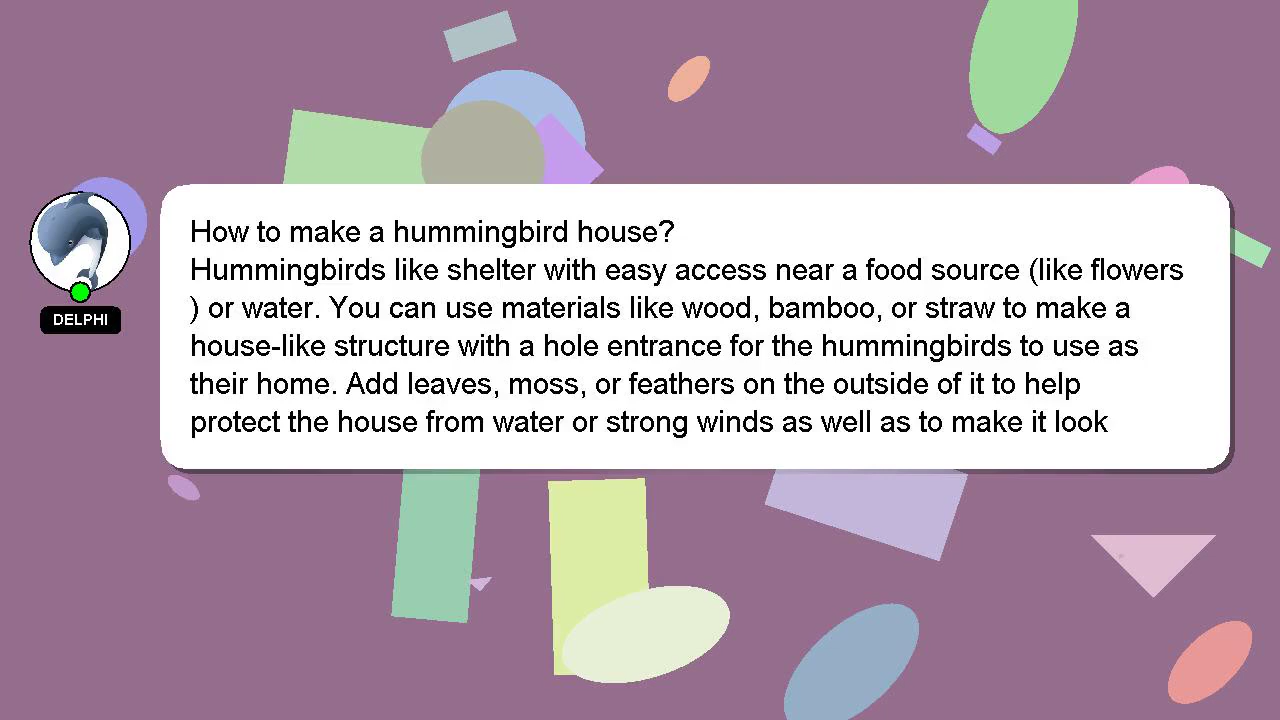 How to make a hummingbird house?
Hummingbirds like shelter with easy access near a food source (like flowers
) or water. You can use materials like wood, bamboo, or straw to make a
house-like structure with a hole entrance for the hummingbirds to use as
their home. Add leaves, moss, or feathers on the outside of it to help
protect the house from water or strong winds as well as to make it look
DELPHI